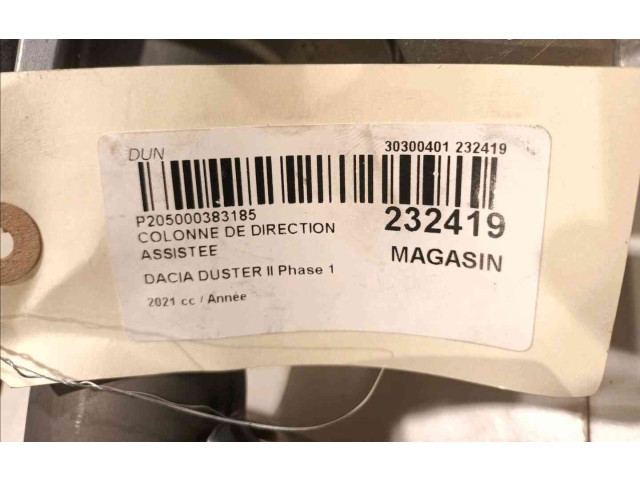 DUN
30300401 232419
P205000383185
232419
COLONNE DE DIRECTION
ASSISTEE
MAGASIN
DACIA DUSTER II Phase 1
2021 cc / Année